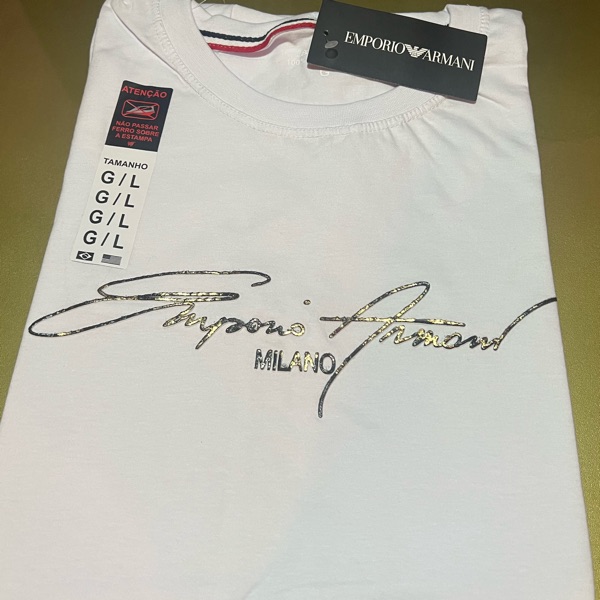 EMPORIO ARMANI
ATENÇÃO
NÃO PASSAR
FERRO SOBRE
A ESTAMPA
TAMANHO
G / L
G / L
G / L
G / L
Emporio Armani
MILANO